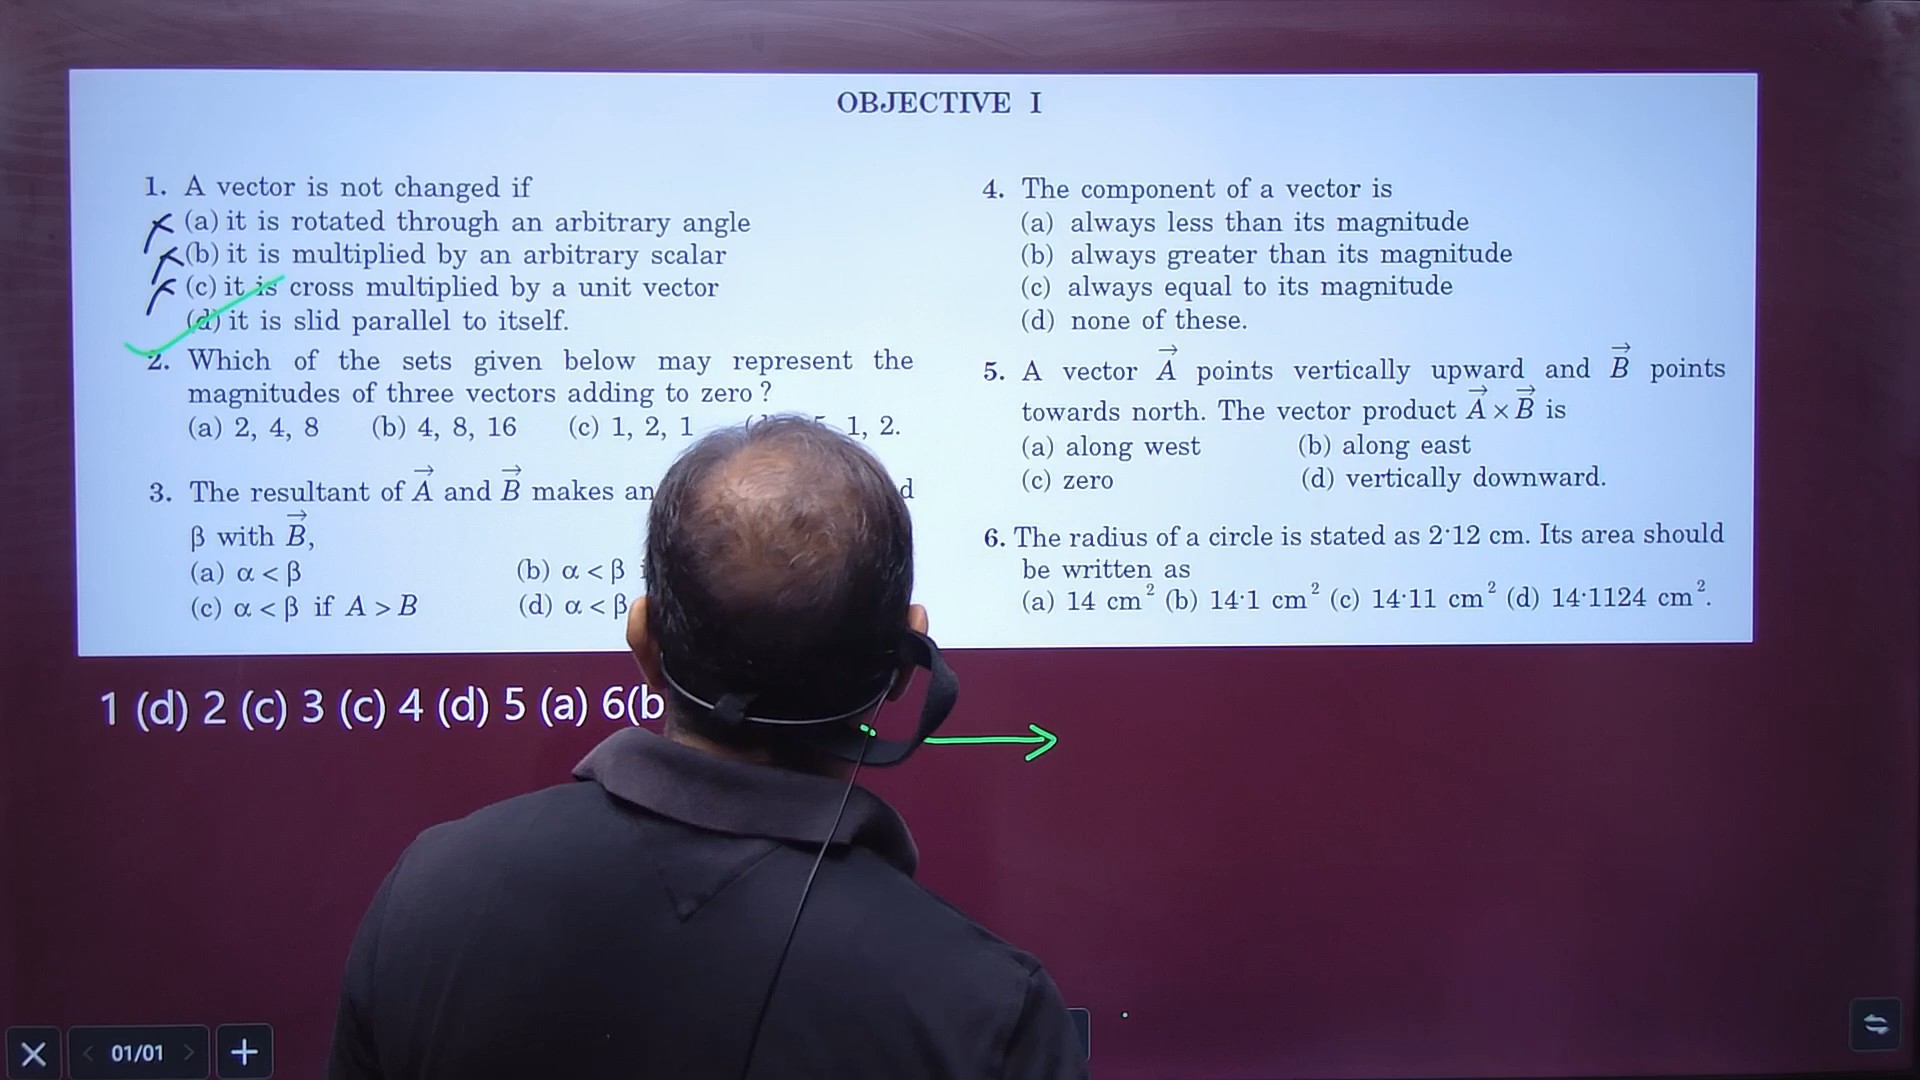 OBJECTIVE I
1. A vector is not changed if
(a) it is rotated through an arbitrary angle
(b) it is multiplied by an arbitrary scalar
(c) it is cross multiplied by a unit vector
(d) it is slid parallel to itself.
2. Which of the sets given below may represent the
magnitudes of three vectors adding to zero ?
(a) 2, 4, 8 (b) 4, 8, 16 (c) 1, 2, 1 1, 2.
3. The resultant of A⃗ and B⃗ makes an
β with B⃗,
(a) α < β (b) α < β
(c) α < β if A > B (d) α < β
4. The component of a vector is
(a) always less than its magnitude
(b) always greater than its magnitude
(c) always equal to its magnitude
(d) none of these.
5. A vector A⃗ points vertically upward and B⃗ points
towards north. The vector product A⃗ × B⃗ is
(a) along west (b) along east
(c) zero (d) vertically downward.
6. The radius of a circle is stated as 2·12 cm. Its area should
be written as
(a) 14 cm² (b) 14·1 cm² (c) 14·11 cm² (d) 14·1124 cm².
1 (d) 2 (c) 3 (c) 4 (d) 5 (a) 6(b
01/01